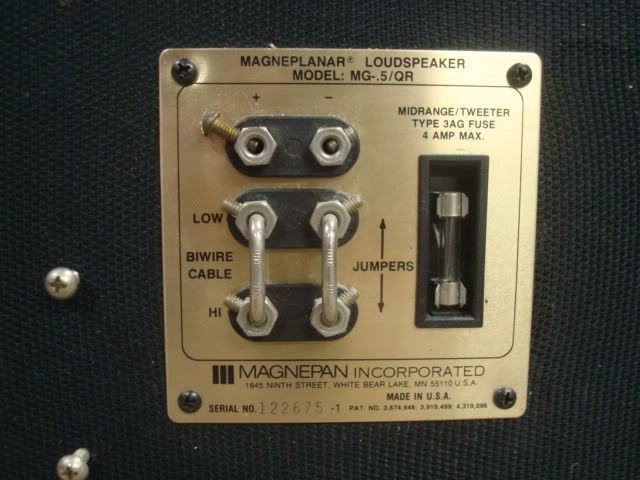 MAGNEPLANAR® LOUDSPEAKER
MODEL: MG-.5/QR
+ −
MIDRANGE/TWEETER
TYPE 3AG FUSE
4 AMP MAX.
LOW
BIWIRE
CABLE
JUMPERS
HI
MAGNEPAN INCORPORATED
1645 NINTH STREET, WHITE BEAR LAKE, MN 55110 U.S.A.
MADE IN U.S.A.
SERIAL NO. 122675 -1 PAT. NO. 3,674,946; 3,919,499; 4,319,096